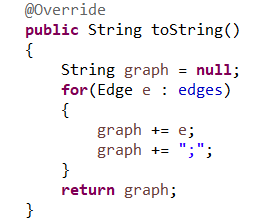 @Override
public String toString()
{
    String graph = null;
    for(Edge e : edges)
    {
        graph += e;
        graph += ";";
    }
    return graph;
}